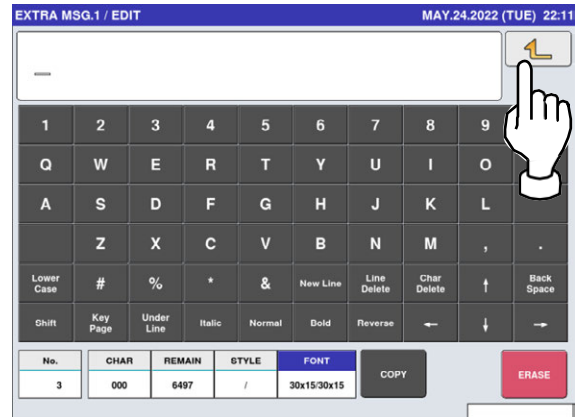 EXTRA MSG.1 / EDIT MAY.24.2022 (TUE) 22:11
1 2 3 4 5 6 7 8 9
Q W E R T Y U I O
A S D F G H J K L
Z X C V B N M , .
Lower Case # % * & New Line Line Delete Char Delete ↑ Back Space
Shift Key Page Under Line Italic Normal Bold Reverse ← ↓ →
No. CHAR REMAIN STYLE FONT
3 000 6497 / 30x15/30x15
COPY
ERASE